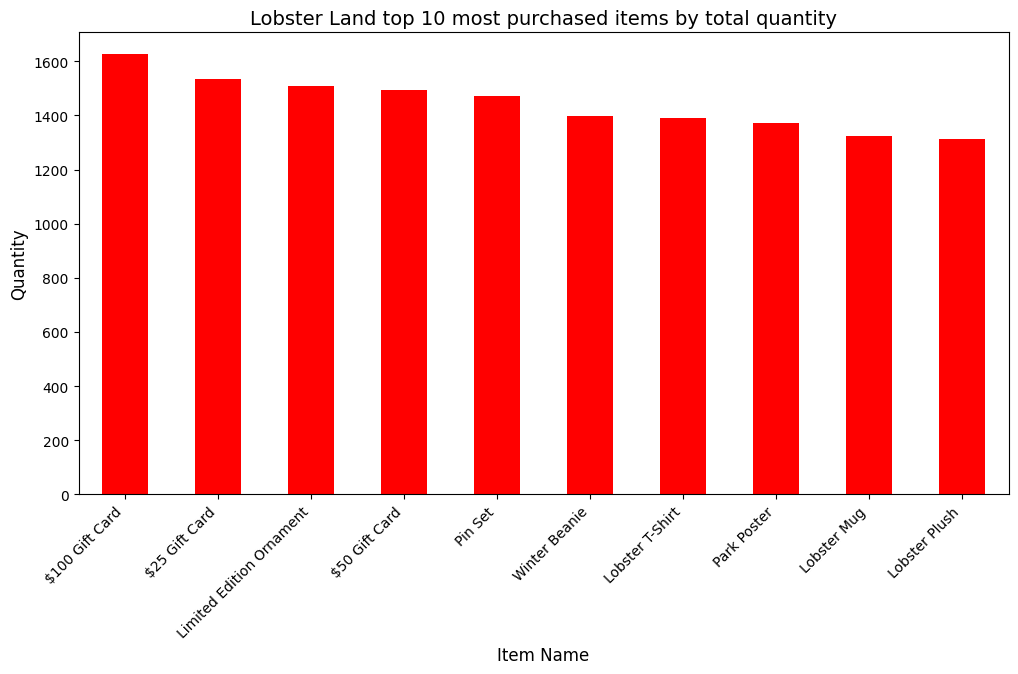 Lobster Land top 10 most purchased items by total quantity
1600
1400
1200
1000
800
600
400
200
0
Quantity
$100 Gift Card
$25 Gift Card
Limited Edition Ornament
$50 Gift Card
Pin Set
Winter Beanie
Lobster T-Shirt
Park Poster
Lobster Mug
Lobster Plush
Item Name